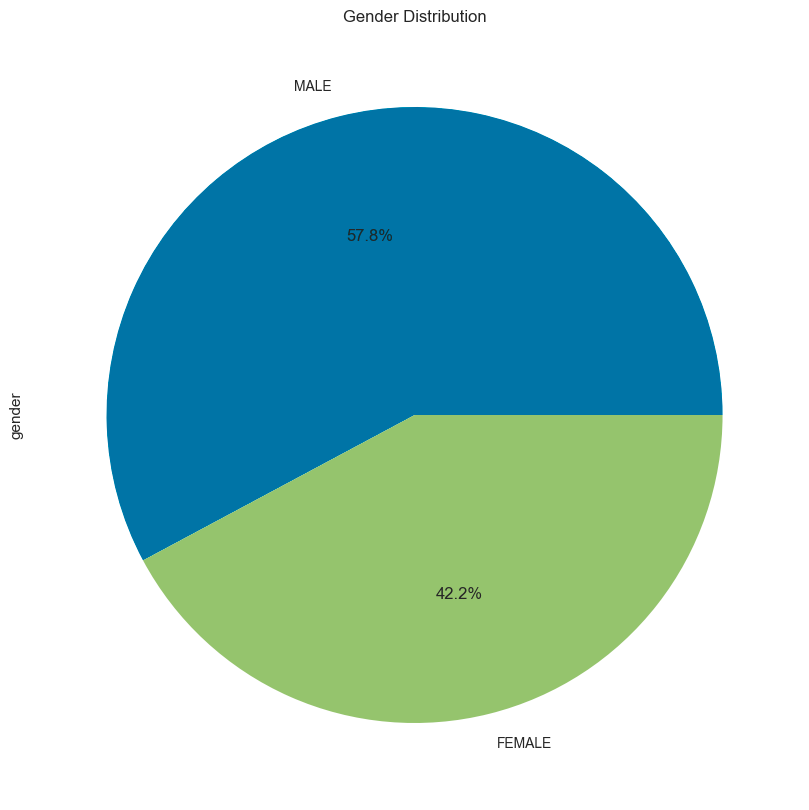 Gender Distribution
MALE
57.8%
gender
42.2%
FEMALE